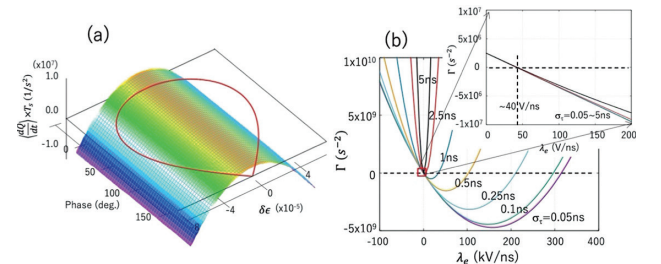 (a)
(x10⁷)
1.0
0.0
-1.0
⟨dQ/dt⟩×Tₛ (1/s²)
0
50
100
150
Phase (deg.)
-4
0
4
δϵ (x10⁻⁵)
(b)
1x10¹⁰
5x10⁹
0
-5x10⁹
Γ (s⁻²)
-100
0
100
200
300
400
λₑ (kV/ns)
5ns
2.5ns
1ns
0.5ns
0.25ns
0.1ns
σₜ=0.05ns
1x10⁷
0
-1x10⁷
Γ (s⁻²)
~40 V/ns
σₜ=0.05~5ns
0
50
100
150
200
λₑ (V/ns)